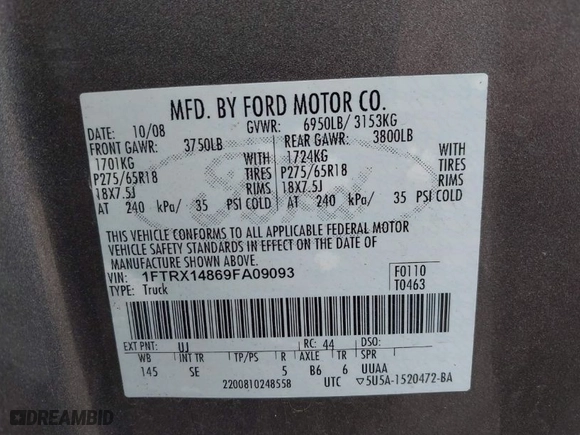 MFD. BY FORD MOTOR CO.
DATE: 10/08 GVWR: 6950LB/ 3153KG
FRONT GAWR: 3750LB REAR GAWR: 3800LB
1701KG WITH 1724KG WITH
P275/65R18 TIRES P275/65R18 TIRES
18X7.5J RIMS 18X7.5J RIMS
AT 240 kPa/ 35 PSI COLD AT 240 kPa/ 35 PSI COLD
THIS VEHICLE CONFORMS TO ALL APPLICABLE FEDERAL MOTOR
VEHICLE SAFETY STANDARDS IN EFFECT ON THE DATE OF
MANUFACTURE SHOWN ABOVE.
VIN: 1FTRX14869FA09093 F0110
TYPE: Truck T0463
EXT PNT: UJ RC: 44 DSO:
WB INT TR TP/PS R AXLE TR SPR
145 SE 5 B6 6 UUAA
2200810248558 UTC ▽5U5A-1520472-BA
Ford
DREAMBID